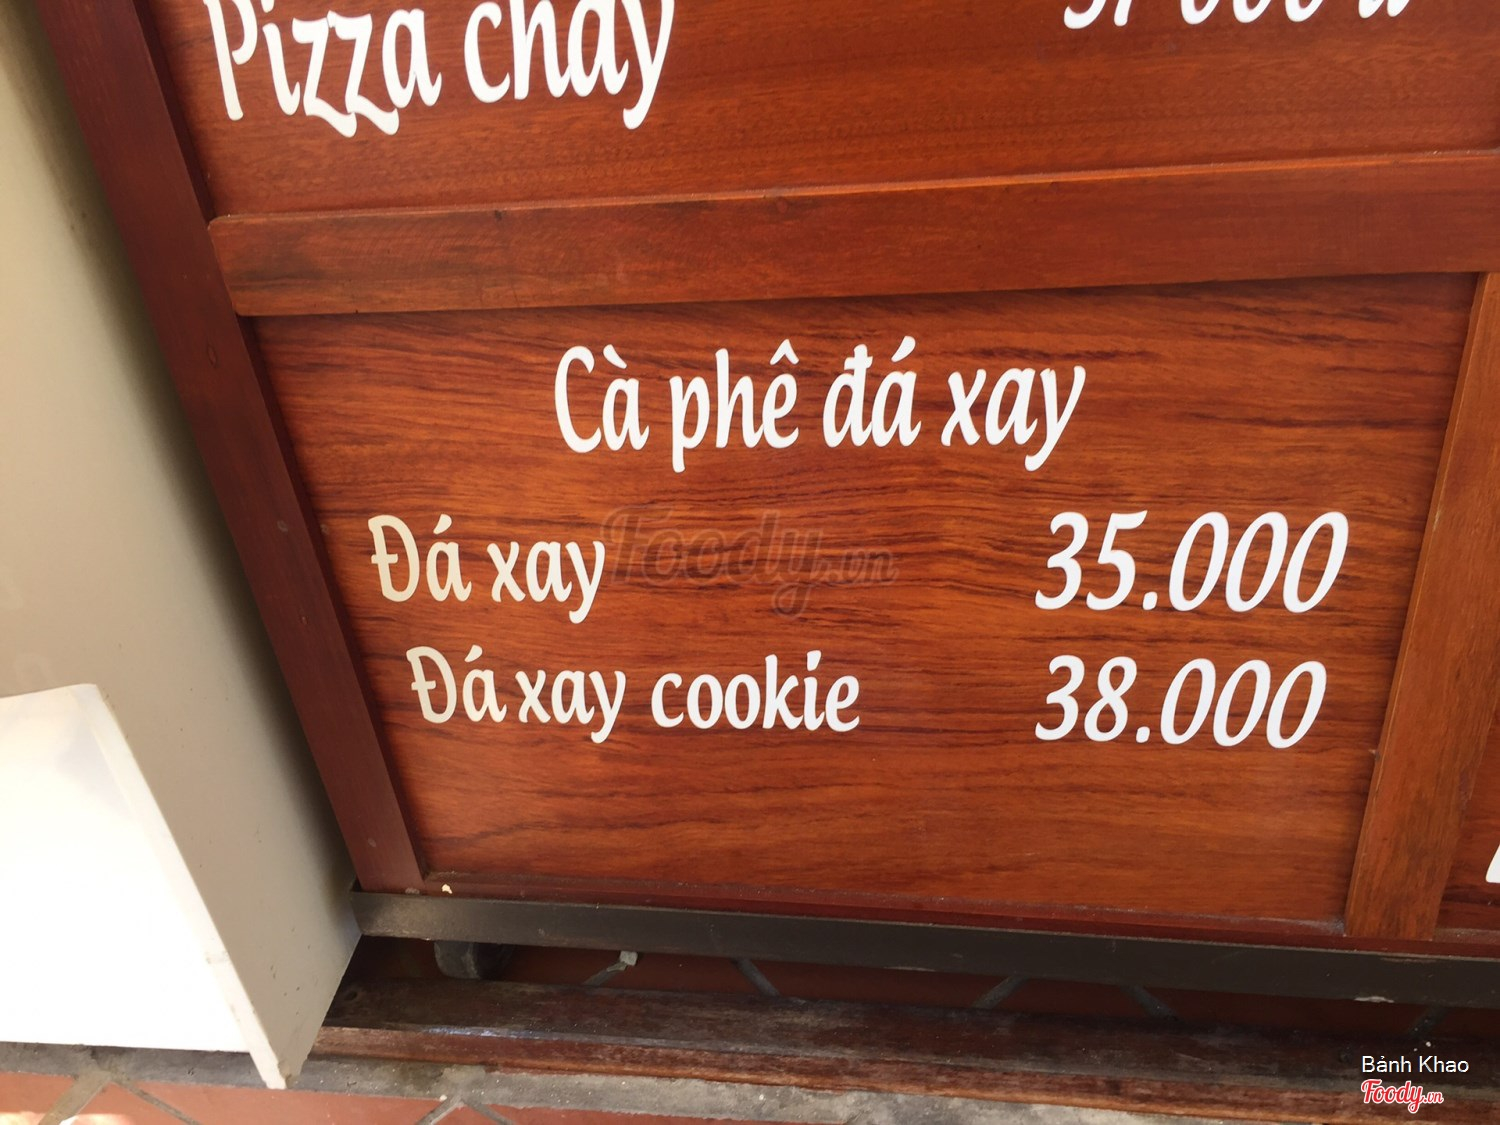 Pizza chay
Cà phê đá xay
Đá xay 35.000
Foody.vn
Đá xay cookie 38.000
Bảnh Khao
Foody.vn